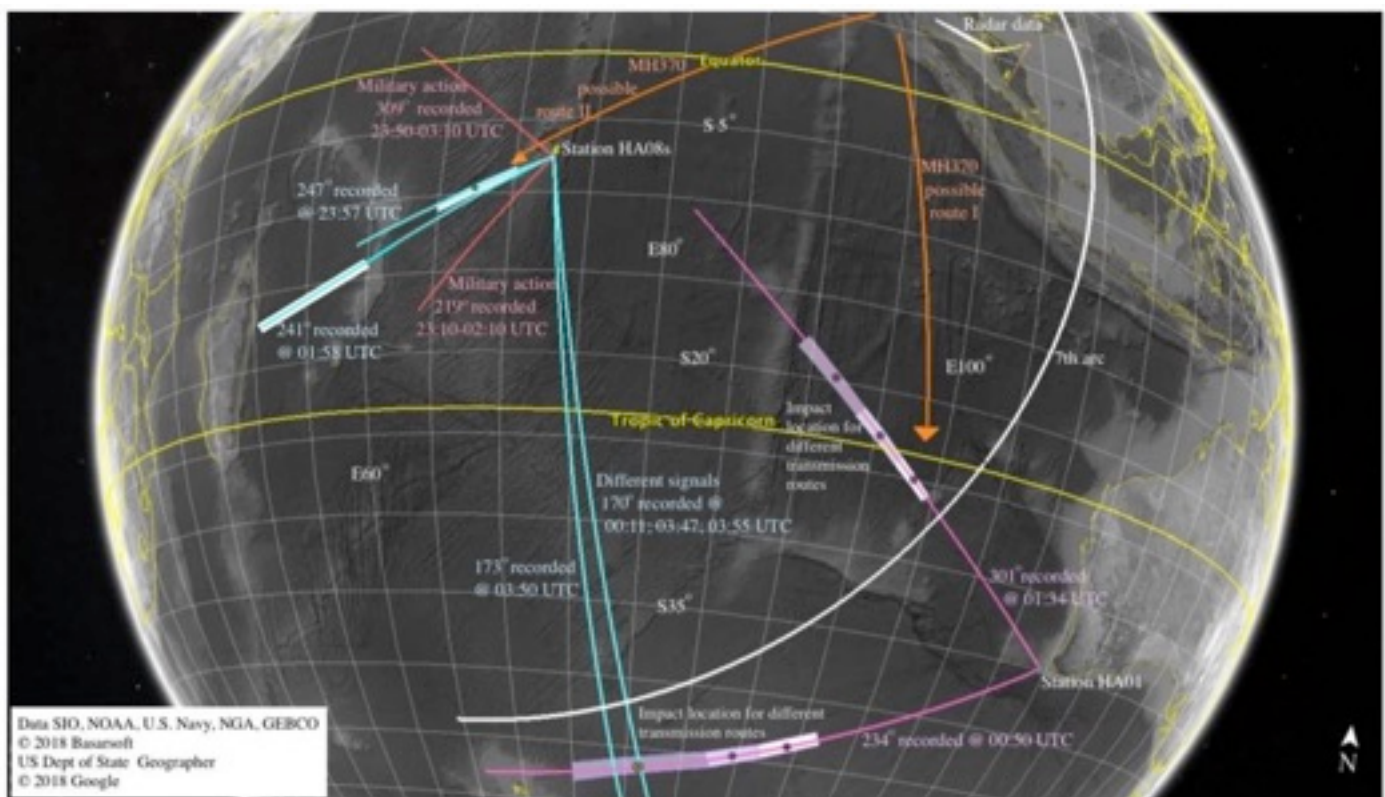 Radar data
Equator
MH370
possible
route II
Military action
309° recorded
23:50-03:10 UTC
S 5°
Station HA08s
MH370
possible
route I
247° recorded
@ 23:57 UTC
E80°
Military action
219° recorded
23:10-02:10 UTC
241° recorded
@ 01:58 UTC
S20°
E100°
7th arc
Impact
location for
different
transmission
routes
Tropic of Capricorn
E60°
Different signals
170° recorded @
00:11; 03:47, 03:55 UTC
173° recorded
@ 03:50 UTC
S35°
301° recorded
@ 01:34 UTC
Station HA01
Impact location for different
transmission routes
234° recorded @ 00:50 UTC
Data SIO, NOAA, U.S. Navy, NGA, GEBCO
© 2018 Basarsoft
US Dept of State Geographer
© 2018 Google
N